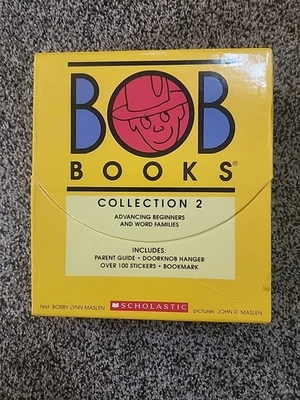 BOB
BOOKS®
COLLECTION 2
ADVANCING BEGINNERS
AND WORD FAMILIES
INCLUDES:
PARENT GUIDE • DOORKNOB HANGER
OVER 100 STICKERS • BOOKMARK
text BOBBY LYNN MASLEN
SCHOLASTIC
pictures JOHN R. MASLEN